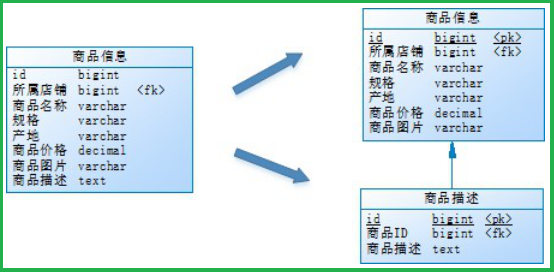 商品信息
id bigint
所属店铺 bigint <fk>
商品名称 varchar
规格 varchar
产地 varchar
商品价格 decimal
商品图片 varchar
商品描述 text
商品信息
id bigint <pk>
所属店铺 bigint <fk>
商品名称 varchar
规格 varchar
产地 varchar
商品价格 decimal
商品图片 varchar
商品描述
id bigint <pk>
商品ID bigint <fk>
商品描述 text